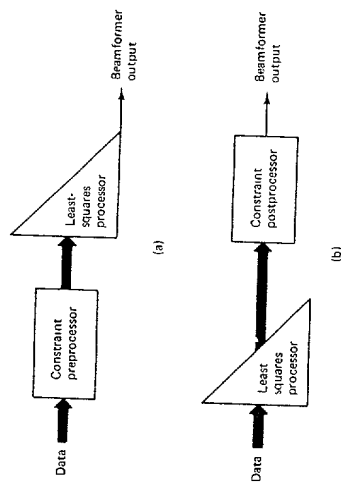 Data
Constraint
preprocessor
Least-
squares
processor
Beamformer
output
(a)
Data
Least
squares
processor
Constraint
postprocessor
Beamformer
output
(b)